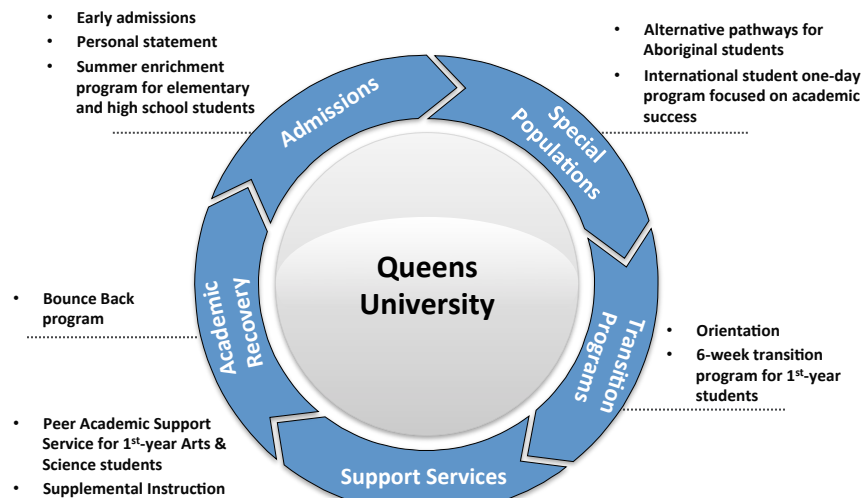 • Early admissions
• Personal statement
• Summer enrichment
program for elementary
and high school students
Admissions
• Alternative pathways for
Aboriginal students
• International student one-day
program focused on academic
success
Special
Populations
Queens
University
• Bounce Back
program
Academic
Recovery
Transition
Programs
• Orientation
• 6-week transition
program for 1st-year
students
• Peer Academic Support
Service for 1st-year Arts &
Science students
• Supplemental Instruction
Support Services